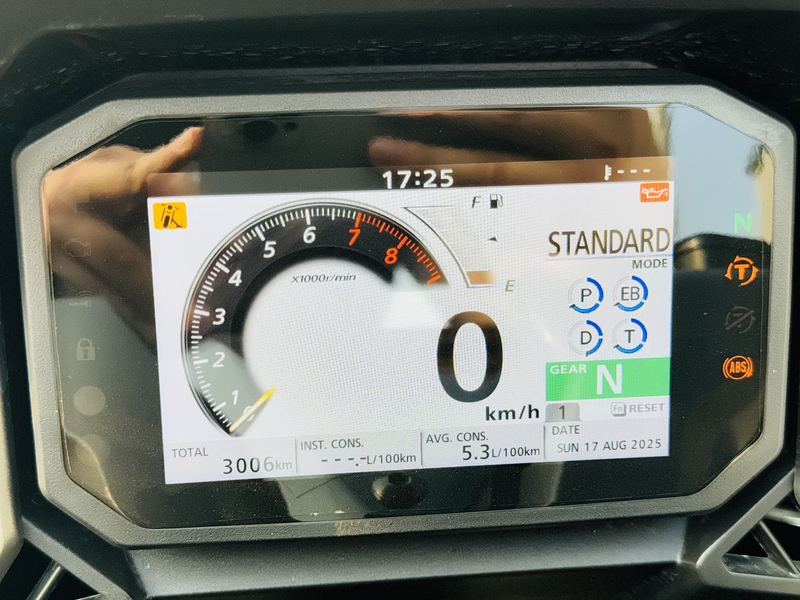 17:25
---
F
STANDARD
MODE
P EB
D T
E
x1000r/min
1 2 3 4 5 6 7 8
0
km/h
GEAR N
1 Fn RESET
TOTAL
3006km
INST. CONS.
---.-L/100km
AVG. CONS.
5.3L/100km
DATE
SUN 17 AUG 2025
N
T
ABS